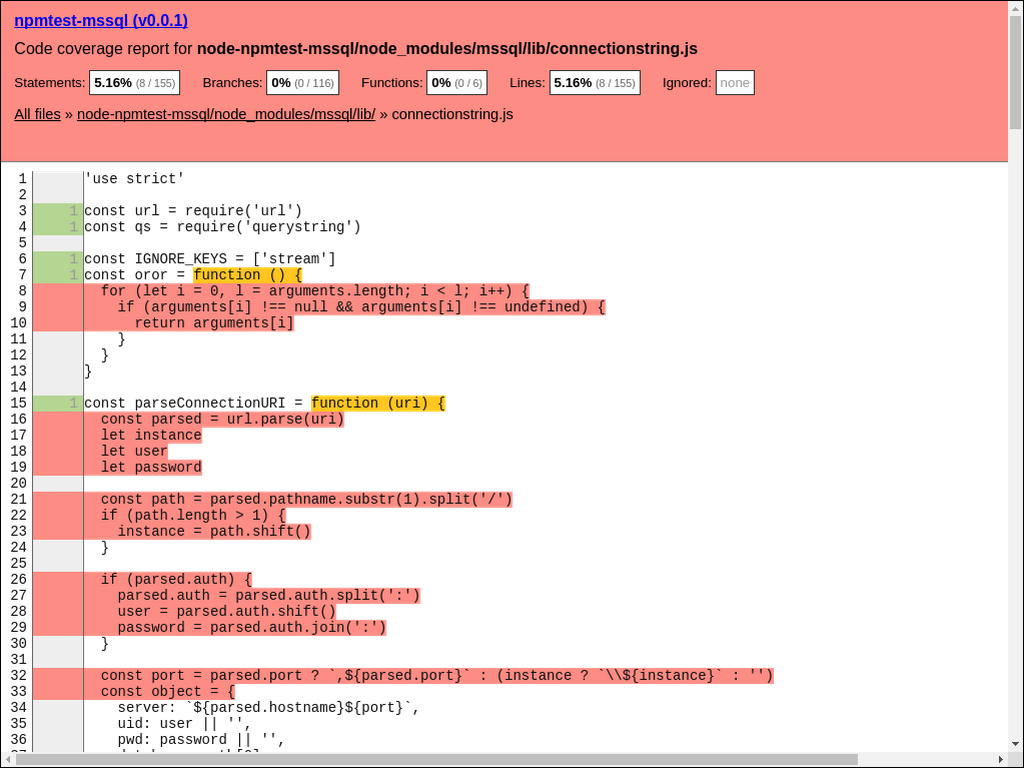 npmtest-mssql (v0.0.1)
Code coverage report for node-npmtest-mssql/node_modules/mssql/lib/connectionstring.js
Statements: 5.16% (8 / 155) Branches: 0% (0 / 116) Functions: 0% (0 / 6) Lines: 5.16% (8 / 155) Ignored: none
All files » node-npmtest-mssql/node_modules/mssql/lib/ » connectionstring.js
1 'use strict'
2
3 1 const url = require('url')
4 1 const qs = require('querystring')
5
6 1 const IGNORE_KEYS = ['stream']
7 1 const oror = function () {
8   for (let i = 0, l = arguments.length; i < l; i++) {
9     if (arguments[i] !== null && arguments[i] !== undefined) {
10       return arguments[i]
11     }
12   }
13 }
14
15 1 const parseConnectionURI = function (uri) {
16   const parsed = url.parse(uri)
17   let instance
18   let user
19   let password
20
21   const path = parsed.pathname.substr(1).split('/')
22   if (path.length > 1) {
23     instance = path.shift()
24   }
25
26   if (parsed.auth) {
27     parsed.auth = parsed.auth.split(':')
28     user = parsed.auth.shift()
29     password = parsed.auth.join(':')
30   }
31
32   const port = parsed.port ? `,${parsed.port}` : (instance ? `\\${instance}` : '')
33   const object = {
34     server: `${parsed.hostname}${port}`,
35     uid: user || '',
36     pwd: password || '',